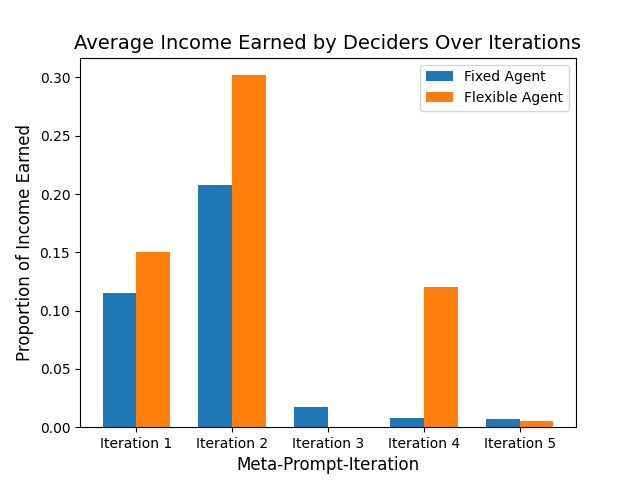 Average Income Earned by Deciders Over Iterations
Fixed Agent
Flexible Agent
Proportion of Income Earned
0.30
0.25
0.20
0.15
0.10
0.05
0.00
Iteration 1 Iteration 2 Iteration 3 Iteration 4 Iteration 5
Meta-Prompt-Iteration